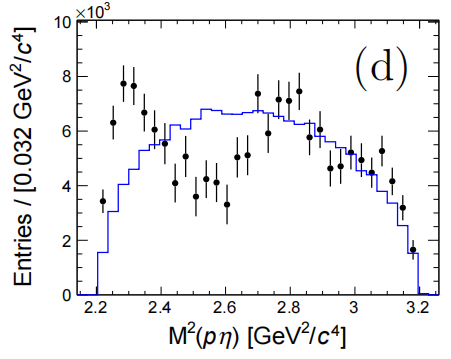 ×10³
10
8
6
4
2
0
Entries / [0.032 GeV²/c⁴]
(d)
2.2 2.4 2.6 2.8 3 3.2
M²(pη) [GeV²/c⁴]